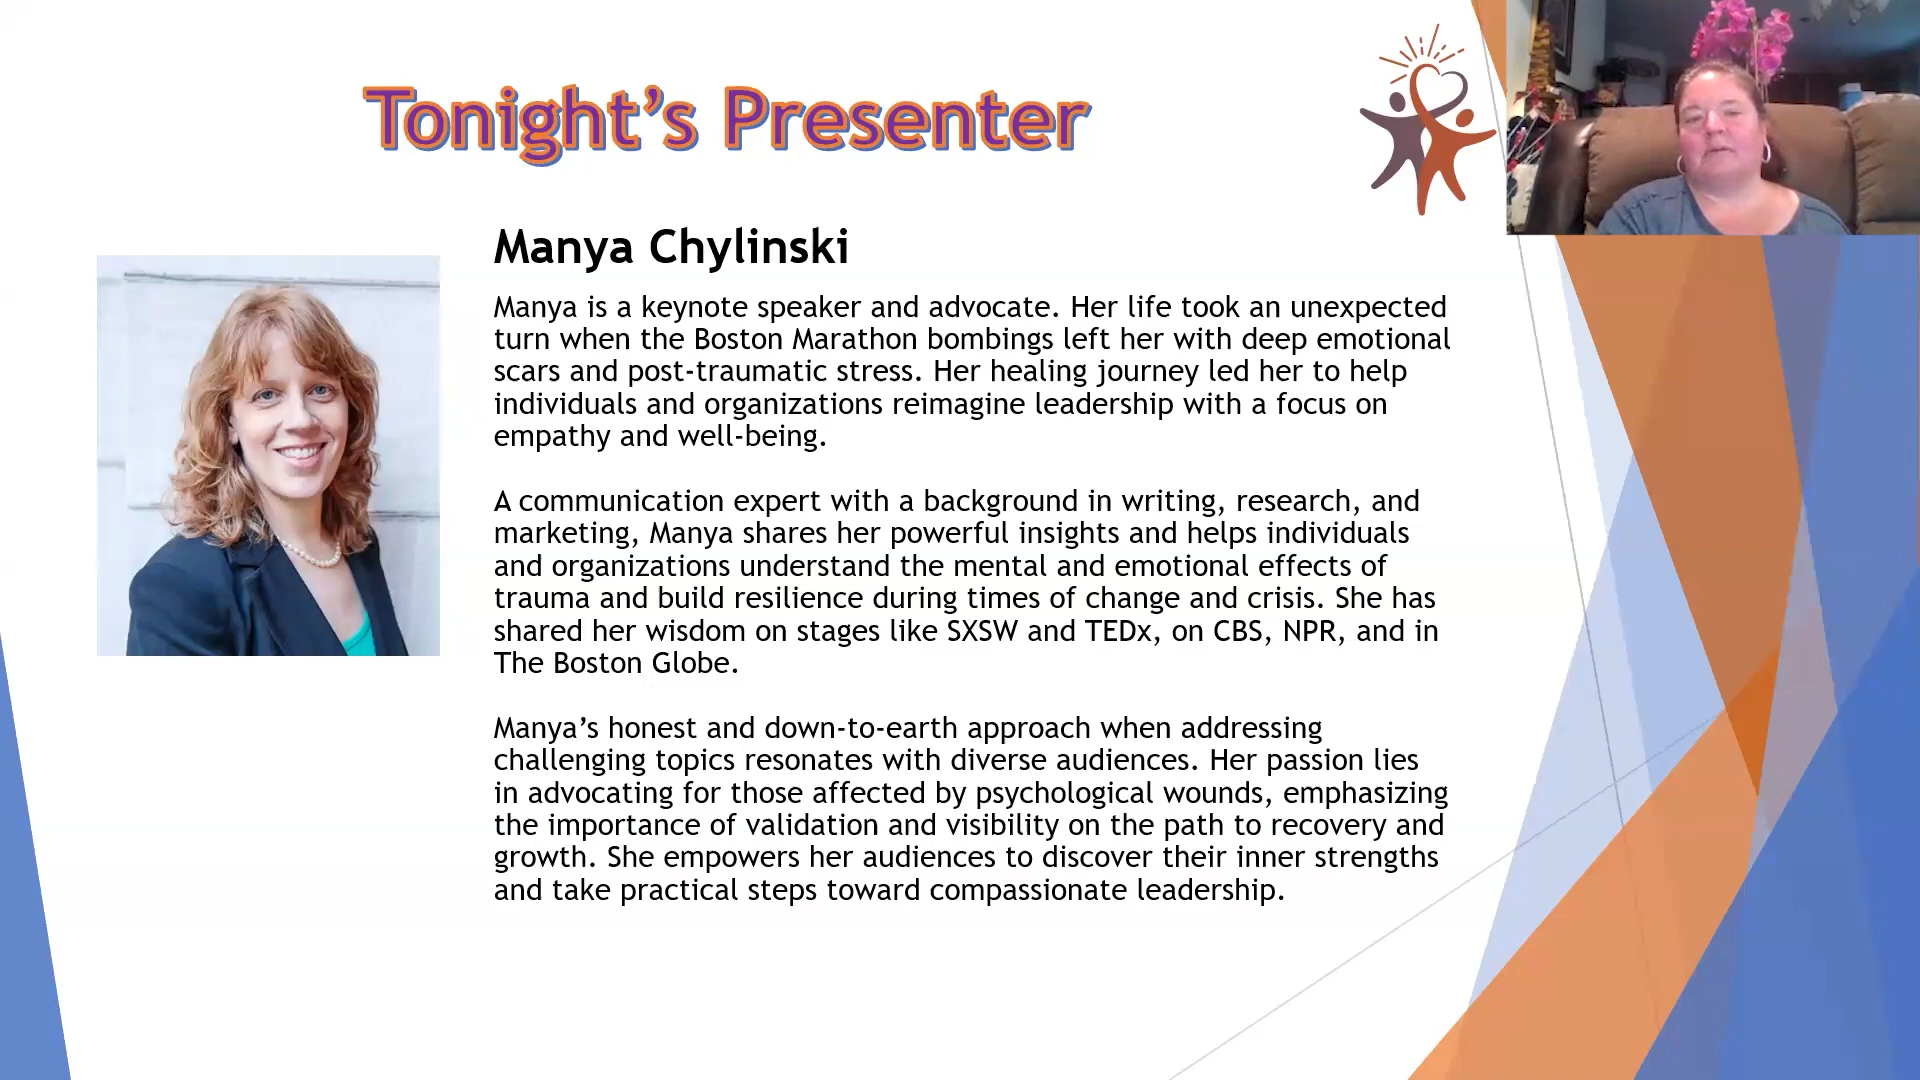 Tonight's Presenter
Manya Chylinski
Manya is a keynote speaker and advocate. Her life took an unexpected
turn when the Boston Marathon bombings left her with deep emotional
scars and post-traumatic stress. Her healing journey led her to help
individuals and organizations reimagine leadership with a focus on
empathy and well-being.
A communication expert with a background in writing, research, and
marketing, Manya shares her powerful insights and helps individuals
and organizations understand the mental and emotional effects of
trauma and build resilience during times of change and crisis. She has
shared her wisdom on stages like SXSW and TEDx, on CBS, NPR, and in
The Boston Globe.
Manya’s honest and down-to-earth approach when addressing
challenging topics resonates with diverse audiences. Her passion lies
in advocating for those affected by psychological wounds, emphasizing
the importance of validation and visibility on the path to recovery and
growth. She empowers her audiences to discover their inner strengths
and take practical steps toward compassionate leadership.